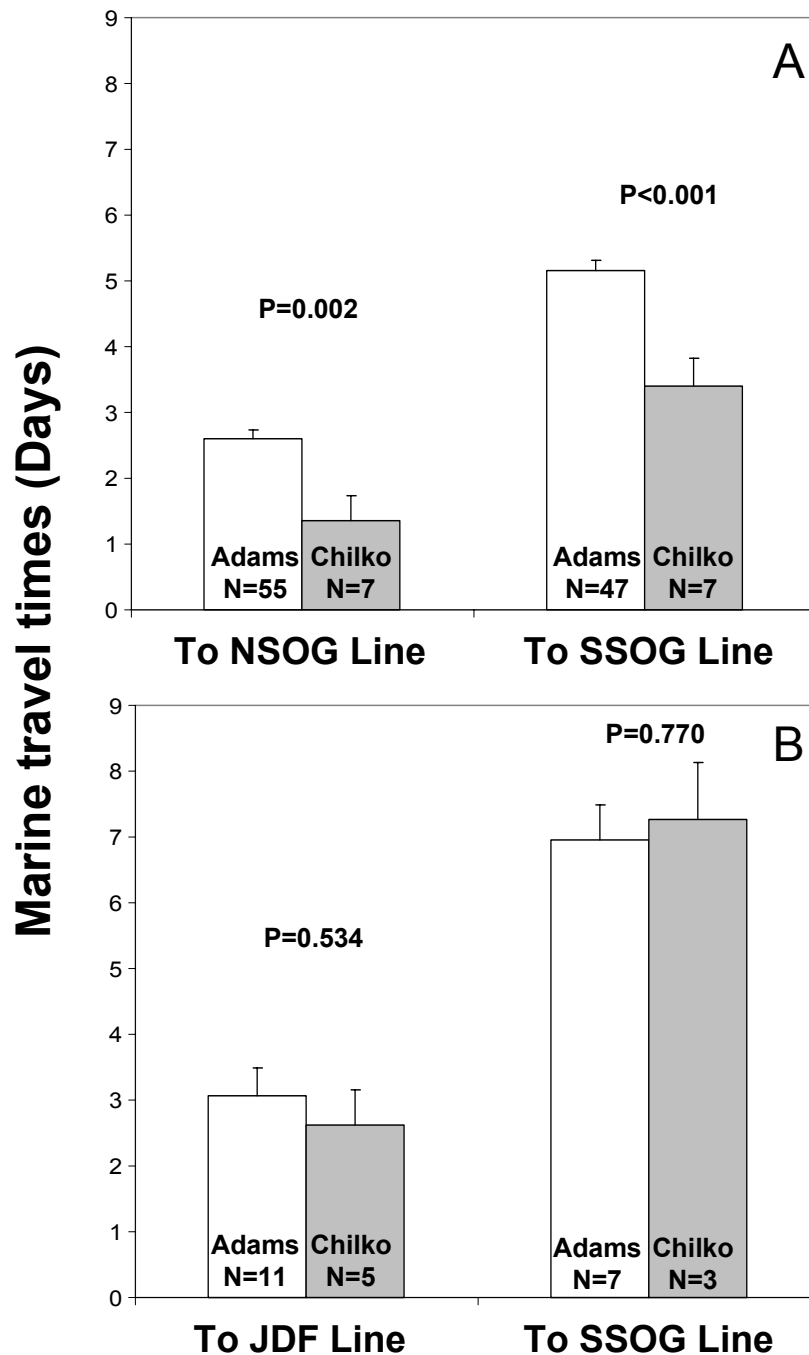 Marine travel times (Days)
A
9
8
7
6
5
4
3
2
1
0
P=0.002
P<0.001
Adams
N=55
Chilko
N=7
Adams
N=47
Chilko
N=7
To NSOG Line
To SSOG Line
B
9
8
7
6
5
4
3
2
1
0
P=0.534
P=0.770
Adams
N=11
Chilko
N=5
Adams
N=7
Chilko
N=3
To JDF Line
To SSOG Line